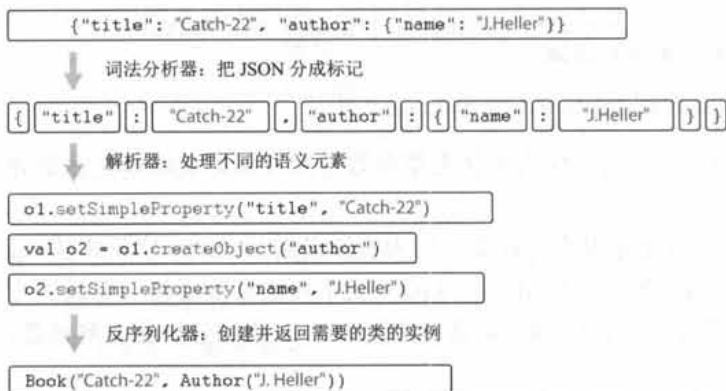 {"title": "Catch-22", "author": {"name": "J.Heller"}}
词法分析器：把 JSON 分成标记
{ "title" : "Catch-22" , "author" : { "name" : "J.Heller" } }
解析器：处理不同的语义元素
o1.setSimpleProperty("title", "Catch-22")
val o2 = o1.createObject("author")
o2.setSimpleProperty("name", "J.Heller")
反序列化器：创建并返回需要的类的实例
Book("Catch-22", Author("J. Heller"))